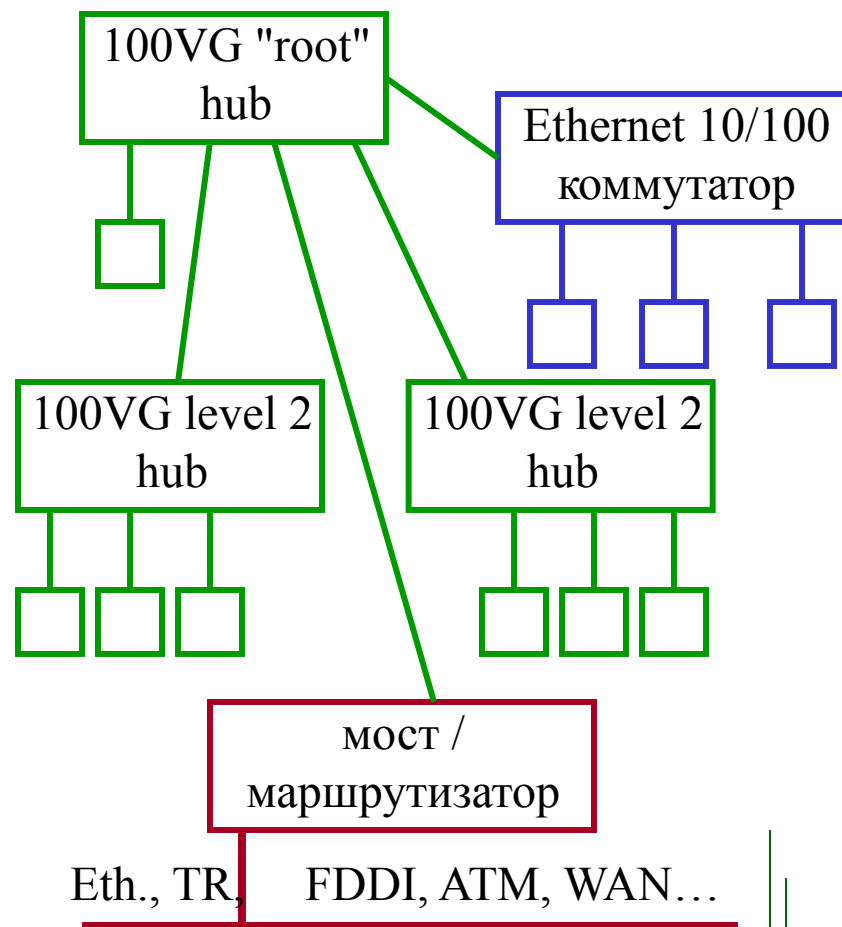 100VG "root"
hub
Ethernet 10/100
коммутатор
100VG level 2
hub
100VG level 2
hub
мост /
маршрутизатор
Eth., TR, FDDI, ATM, WAN…